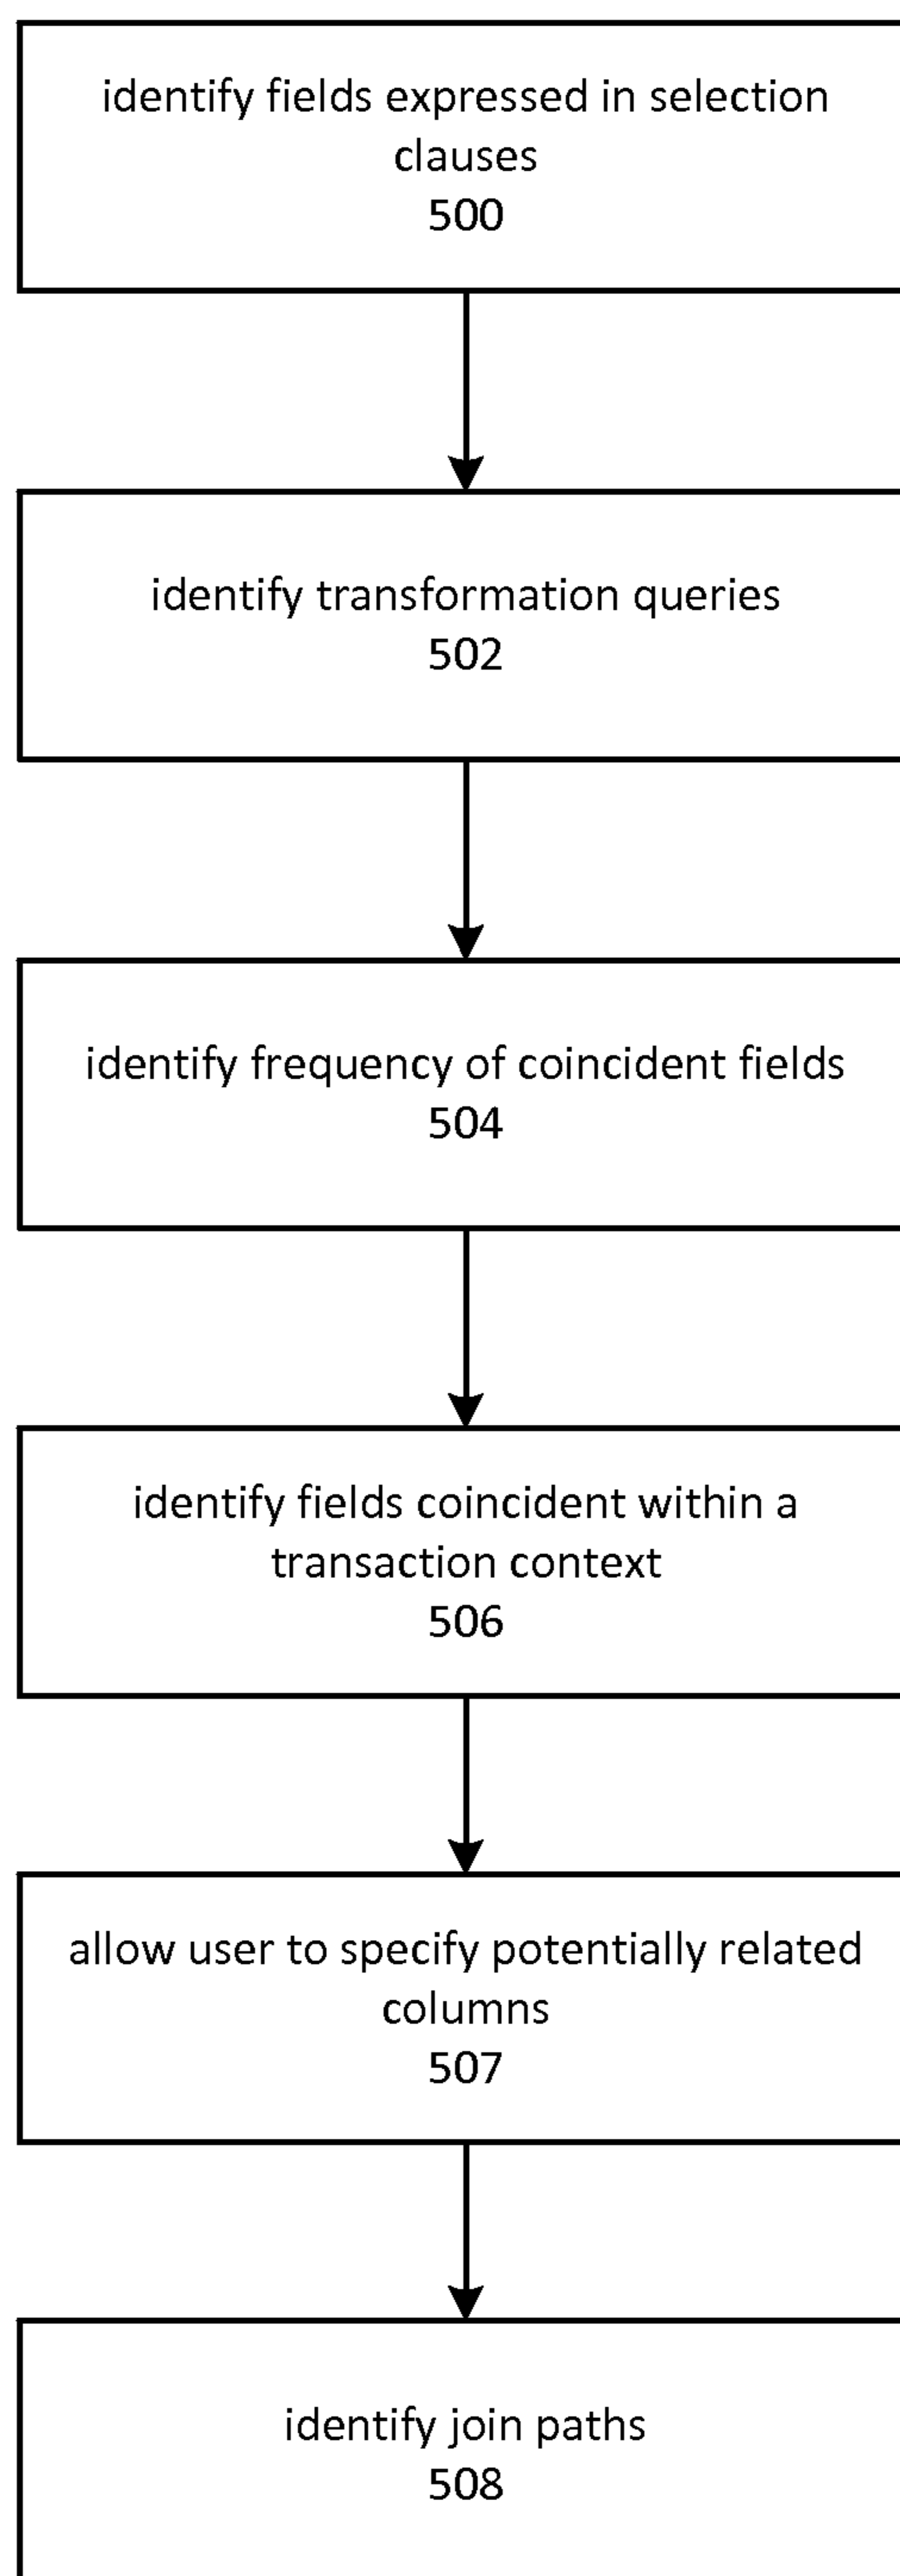 identify fields expressed in selection
clauses
500
identify transformation queries
502
identify frequency of coincident fields
504
identify fields coincident within a
transaction context
506
allow user to specify potentially related
columns
507
identify join paths
508